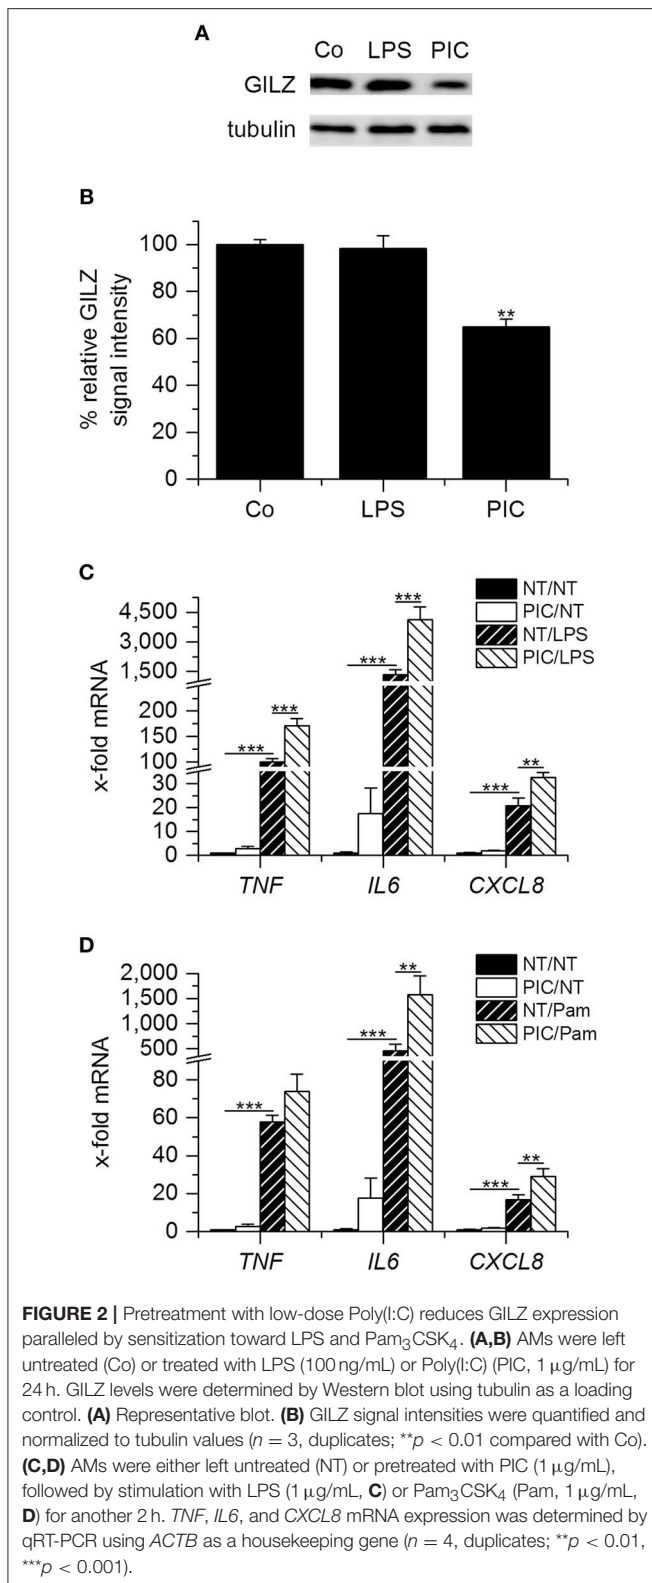 A
Co LPS PIC
GILZ
tubulin
B
% relative GILZ
signal intensity
100
80
60
40
20
0
**
Co LPS PIC
C
x-fold mRNA
4,500
3,000
1,500
200
150
100
30
20
10
0
*** *** *** *** *** **
NT/NT
PIC/NT
NT/LPS
PIC/LPS
TNF IL6 CXCL8
D
x-fold mRNA
2,000
1,500
1,000
500
80
60
40
20
0
*** *** ** *** **
NT/NT
PIC/NT
NT/Pam
PIC/Pam
TNF IL6 CXCL8
FIGURE 2 | Pretreatment with low-dose Poly(I:C) reduces GILZ expression
paralleled by sensitization toward LPS and Pam₃CSK₄. (A,B) AMs were left
untreated (Co) or treated with LPS (100 ng/mL) or Poly(I:C) (PIC, 1 µg/mL) for
24 h. GILZ levels were determined by Western blot using tubulin as a loading
control. (A) Representative blot. (B) GILZ signal intensities were quantified and
normalized to tubulin values (n = 3, duplicates; **p < 0.01 compared with Co).
(C,D) AMs were either left untreated (NT) or pretreated with PIC (1 µg/mL),
followed by stimulation with LPS (1 µg/mL, C) or Pam₃CSK₄ (Pam, 1 µg/mL,
D) for another 2 h. TNF, IL6, and CXCL8 mRNA expression was determined by
qRT-PCR using ACTB as a housekeeping gene (n = 4, duplicates; **p < 0.01,
***p < 0.001).